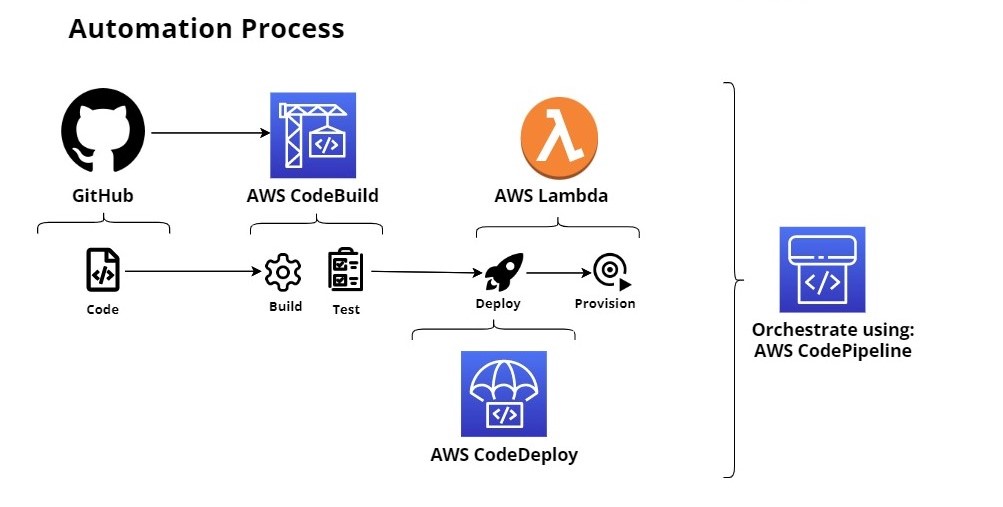 Automation Process
GitHub
AWS CodeBuild
AWS Lambda
Code
Build
Test
Deploy
Provision
Orchestrate using:
AWS CodePipeline
AWS CodeDeploy